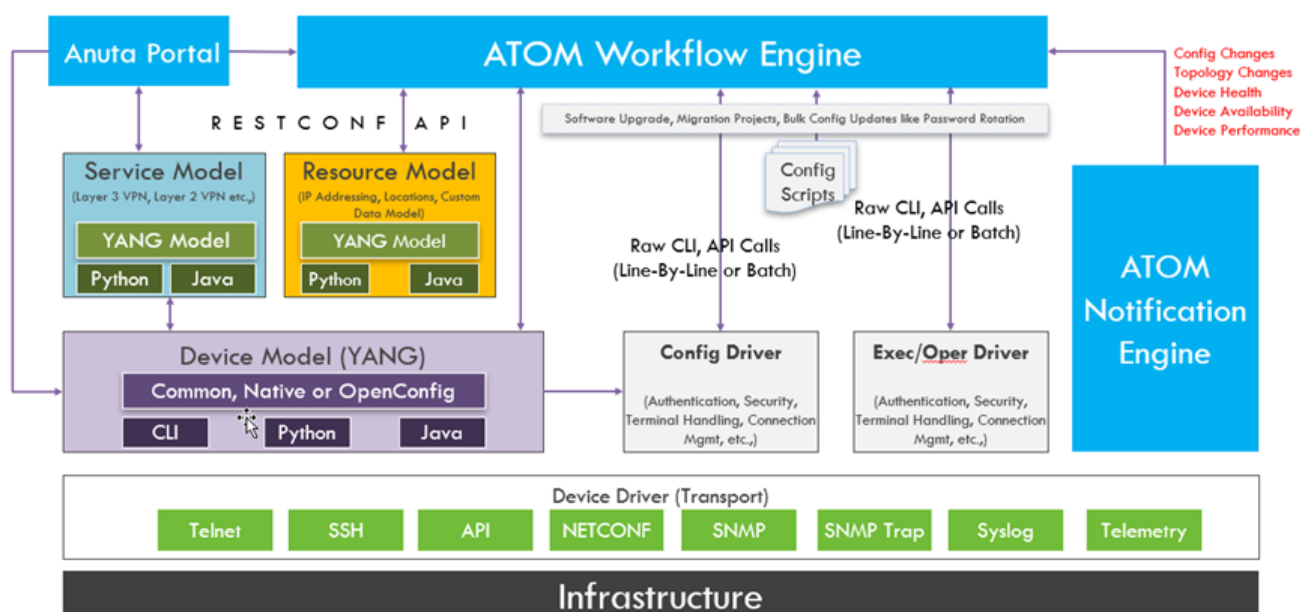 Anuta Portal
ATOM Workflow Engine
Config Changes
Topology Changes
Device Health
Device Availability
Device Performance
RESTCONF API
Software Upgrade, Migration Projects, Bulk Config Updates like Password Rotation
Service Model
(Layer 3 VPN, Layer 2 VPN etc.,)
YANG Model
Python
Java
Resource Model
(IP Addressing, Locations, Custom
Data Model)
YANG Model
Python
Java
Config
Scripts
Raw CLI, API Calls
(Line-By-Line or Batch)
Raw CLI, API Calls
(Line-By-Line or Batch)
ATOM
Notification
Engine
Device Model (YANG)
Common, Native or OpenConfig
CLI
Python
Java
Config Driver
(Authentication, Security,
Terminal Handling, Connection
Mgmt, etc.,)
Exec/Oper Driver
(Authentication, Security,
Terminal Handling, Connection
Mgmt, etc.,)
Device Driver (Transport)
Telnet
SSH
API
NETCONF
SNMP
SNMP Trap
Syslog
Telemetry
Infrastructure